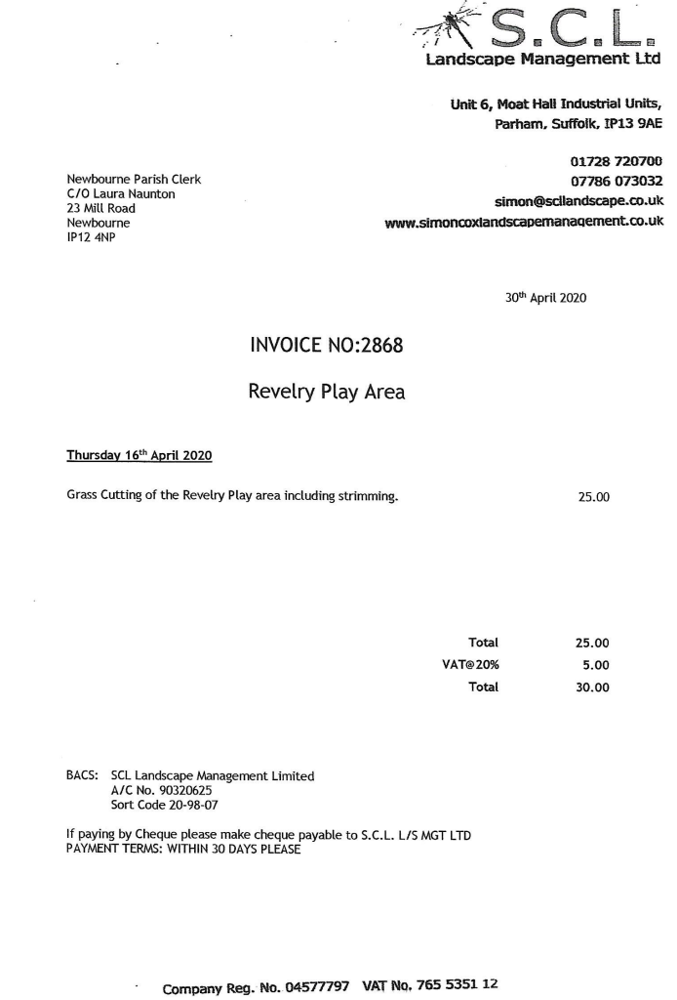 S.C.L.
Landscape Management Ltd
Unit 6, Moat Hall Industrial Units,
Parham, Suffolk, IP13 9AE
01728 720700
07786 073032
simon@scllandscape.co.uk
www.simoncoxlandscapemanagement.co.uk
Newbourne Parish Clerk
C/O Laura Naunton
23 Mill Road
Newbourne
IP12 4NP
30th April 2020
INVOICE NO:2868
Revelry Play Area
Thursday 16th April 2020
Grass Cutting of the Revelry Play area including strimming. 25.00
Total 25.00
VAT@20% 5.00
Total 30.00
BACS: SCL Landscape Management Limited
A/C No. 90320625
Sort Code 20-98-07
If paying by Cheque please make cheque payable to S.C.L. L/S MGT LTD
PAYMENT TERMS: WITHIN 30 DAYS PLEASE
Company Reg. No. 04577797 VAT No. 765 5351 12